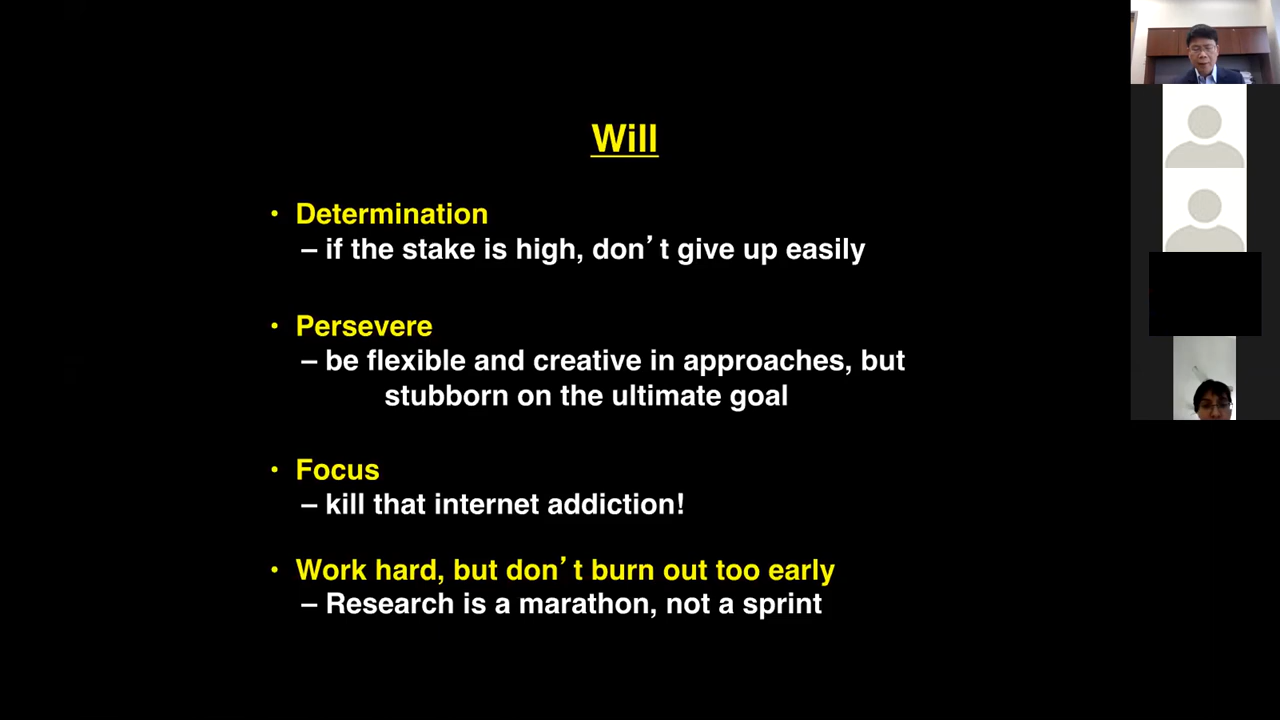 Will
• Determination
– if the stake is high, don’t give up easily
• Persevere
– be flexible and creative in approaches, but
stubborn on the ultimate goal
• Focus
– kill that internet addiction!
• Work hard, but don’t burn out too early
– Research is a marathon, not a sprint